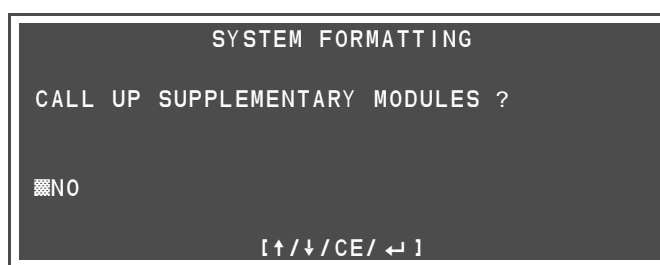 SYSTEM FORMATTING
CALL UP SUPPLEMENTARY MODULES ?
▒NO
[↑/↓/CE/↵]